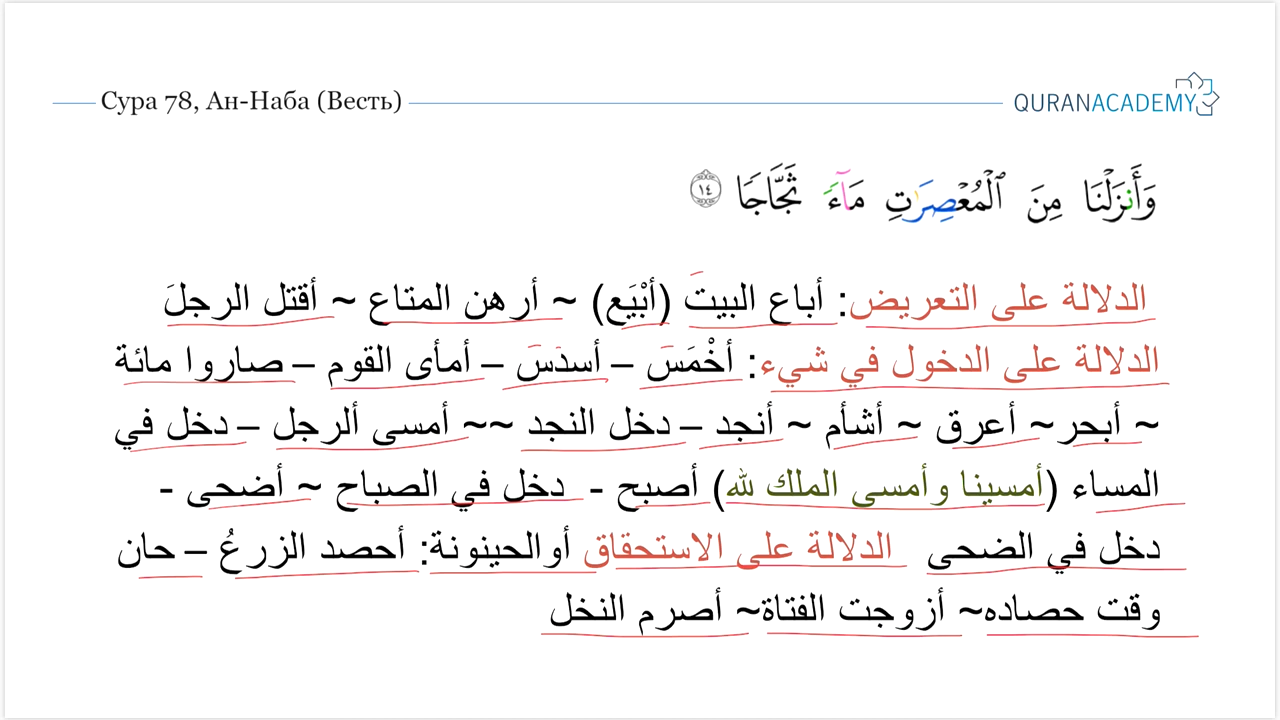 Сура 78, Ан-Наба (Весть)
QURANACADEMY
وَأَنزَلْنَا مِنَ الْمُعْصِرَٰتِ مَآءً ثَجَّاجًا ١٤
الدلالة على التعريض: أباع البيتَ (أبْيَع) ~ أرهن المتاع ~ أقتل الرجلَ
الدلالة على الدخول في شيء: أخْمَسَ – أسدَسَ – أمأى القوم – صاروا مائة
~ أبحر~ أعرق ~ أشأم ~ أنجد – دخل النجد ~~ أمسى ألرجل – دخل في
المساء (أمسينا وأمسى الملك لله) أصبح - دخل في الصباح ~ أضحى -
دخل في الضحى الدلالة على الاستحقاق أوالحينونة: أحصد الزرعُ – حان
وقت حصاده~ أزوجت الفتاة~ أصرم النخل